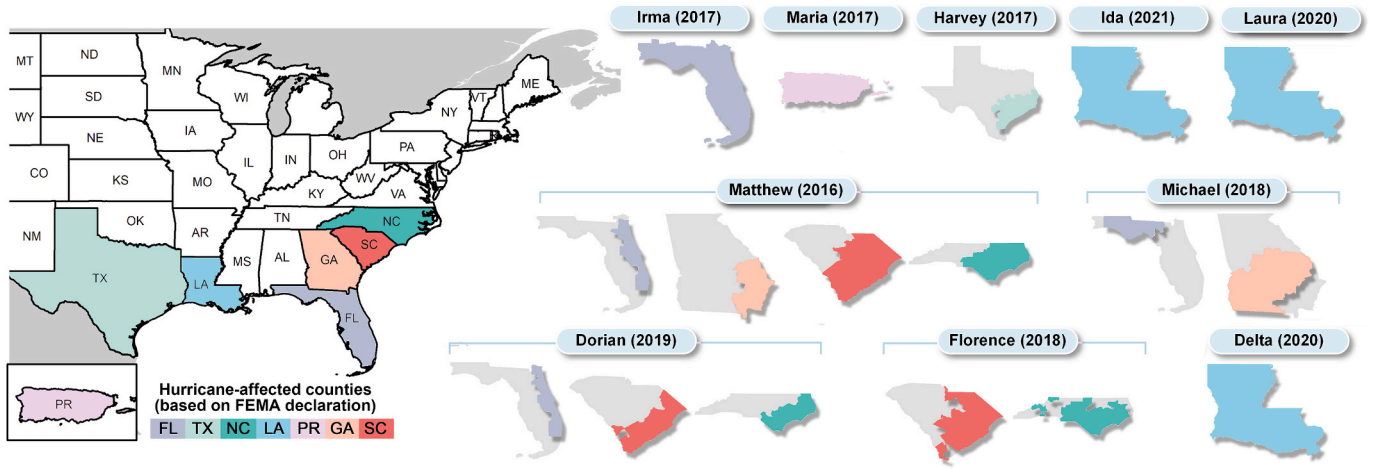 Irma (2017)
Maria (2017)
Harvey (2017)
Ida (2021)
Laura (2020)
MT
ND
MN
WI
VT
ME
SD
NY
WY
IA
NE
PA
IL
IN
OH
CO
KS
MO
WV
VA
KY
Matthew (2016)
Michael (2018)
NM
OK
AR
TN
NC
SC
MS
AL
GA
TX
LA
FL
Dorian (2019)
Florence (2018)
Delta (2020)
PR
Hurricane-affected counties
(based on FEMA declaration)
FL TX NC LA PR GA SC